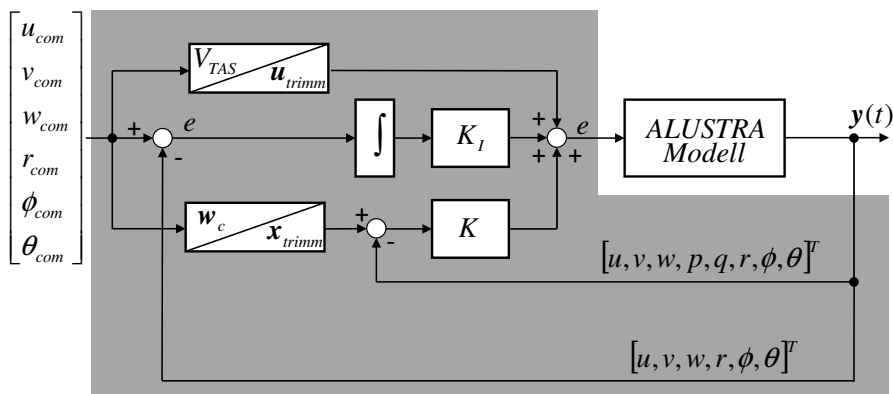 u_com
v_com
w_com
r_com
ϕ_com
θ_com
V_TAS
u_trimm
+
e
-
∫
K_I
+
+
+
e
ALUSTRA
Modell
y(t)
w_c
x_trimm
+
-
K
[u, v, w, p, q, r, ϕ, θ]^T
[u, v, w, r, ϕ, θ]^T